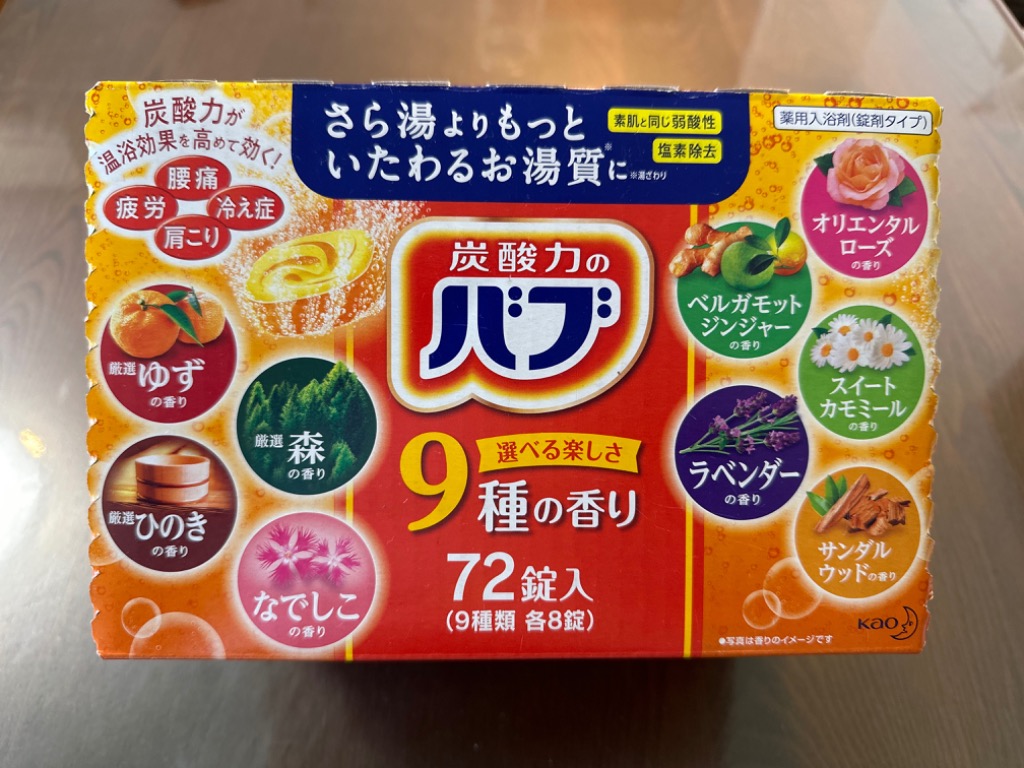 炭酸力が
温浴効果を高めて効く!
腰痛
疲労
冷え症
肩こり
さら湯よりもっと
いたわるお湯質に※
※湯ざわり
素肌と同じ弱酸性
塩素除去
薬用入浴剤(錠剤タイプ)
炭酸力の
バブ
選べる楽しさ
9種の香り
72錠入
(9種類 各8錠)
厳選 ゆず
の香り
厳選 森
の香り
厳選 ひのき
の香り
なでしこ
の香り
オリエンタル
ローズ
の香り
ベルガモット
ジンジャー
の香り
スイート
カモミール
の香り
ラベンダー
の香り
サンダル
ウッドの香り
Kao
●写真は香りのイメージです